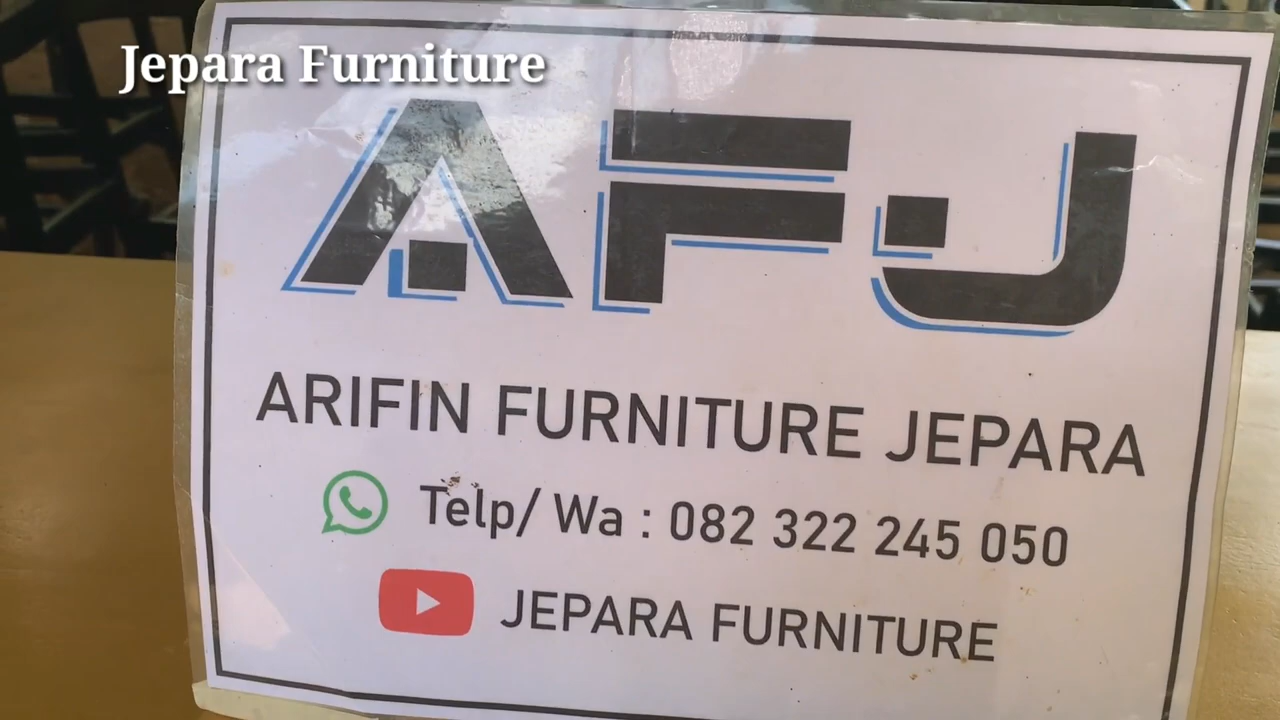 Jepara Furniture
AFJ
ARIFIN FURNITURE JEPARA
Telp/ Wa : 082 322 245 050
JEPARA FURNITURE